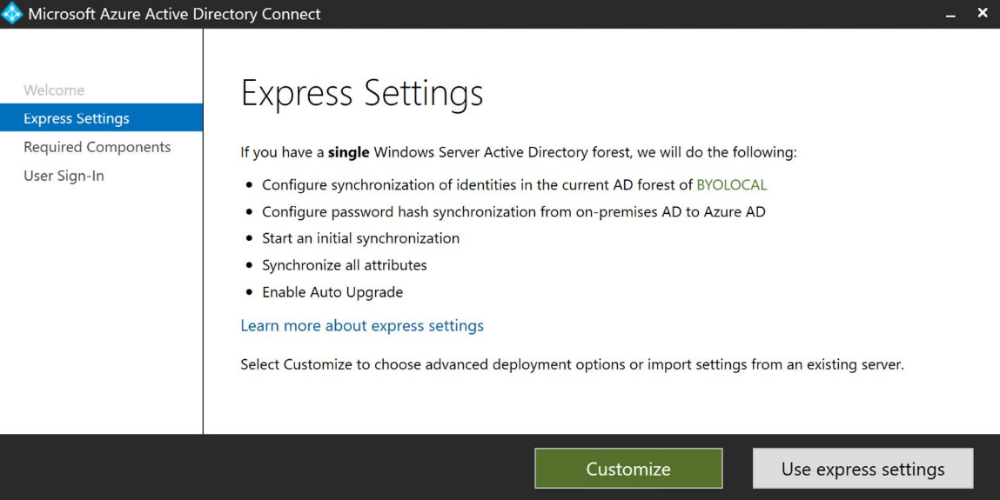 Microsoft Azure Active Directory Connect
Welcome
Express Settings
Required Components
User Sign-In
Express Settings
If you have a single Windows Server Active Directory forest, we will do the following:
• Configure synchronization of identities in the current AD forest of BYOLOCAL
• Configure password hash synchronization from on-premises AD to Azure AD
• Start an initial synchronization
• Synchronize all attributes
• Enable Auto Upgrade
Learn more about express settings
Select Customize to choose advanced deployment options or import settings from an existing server.
Customize
Use express settings